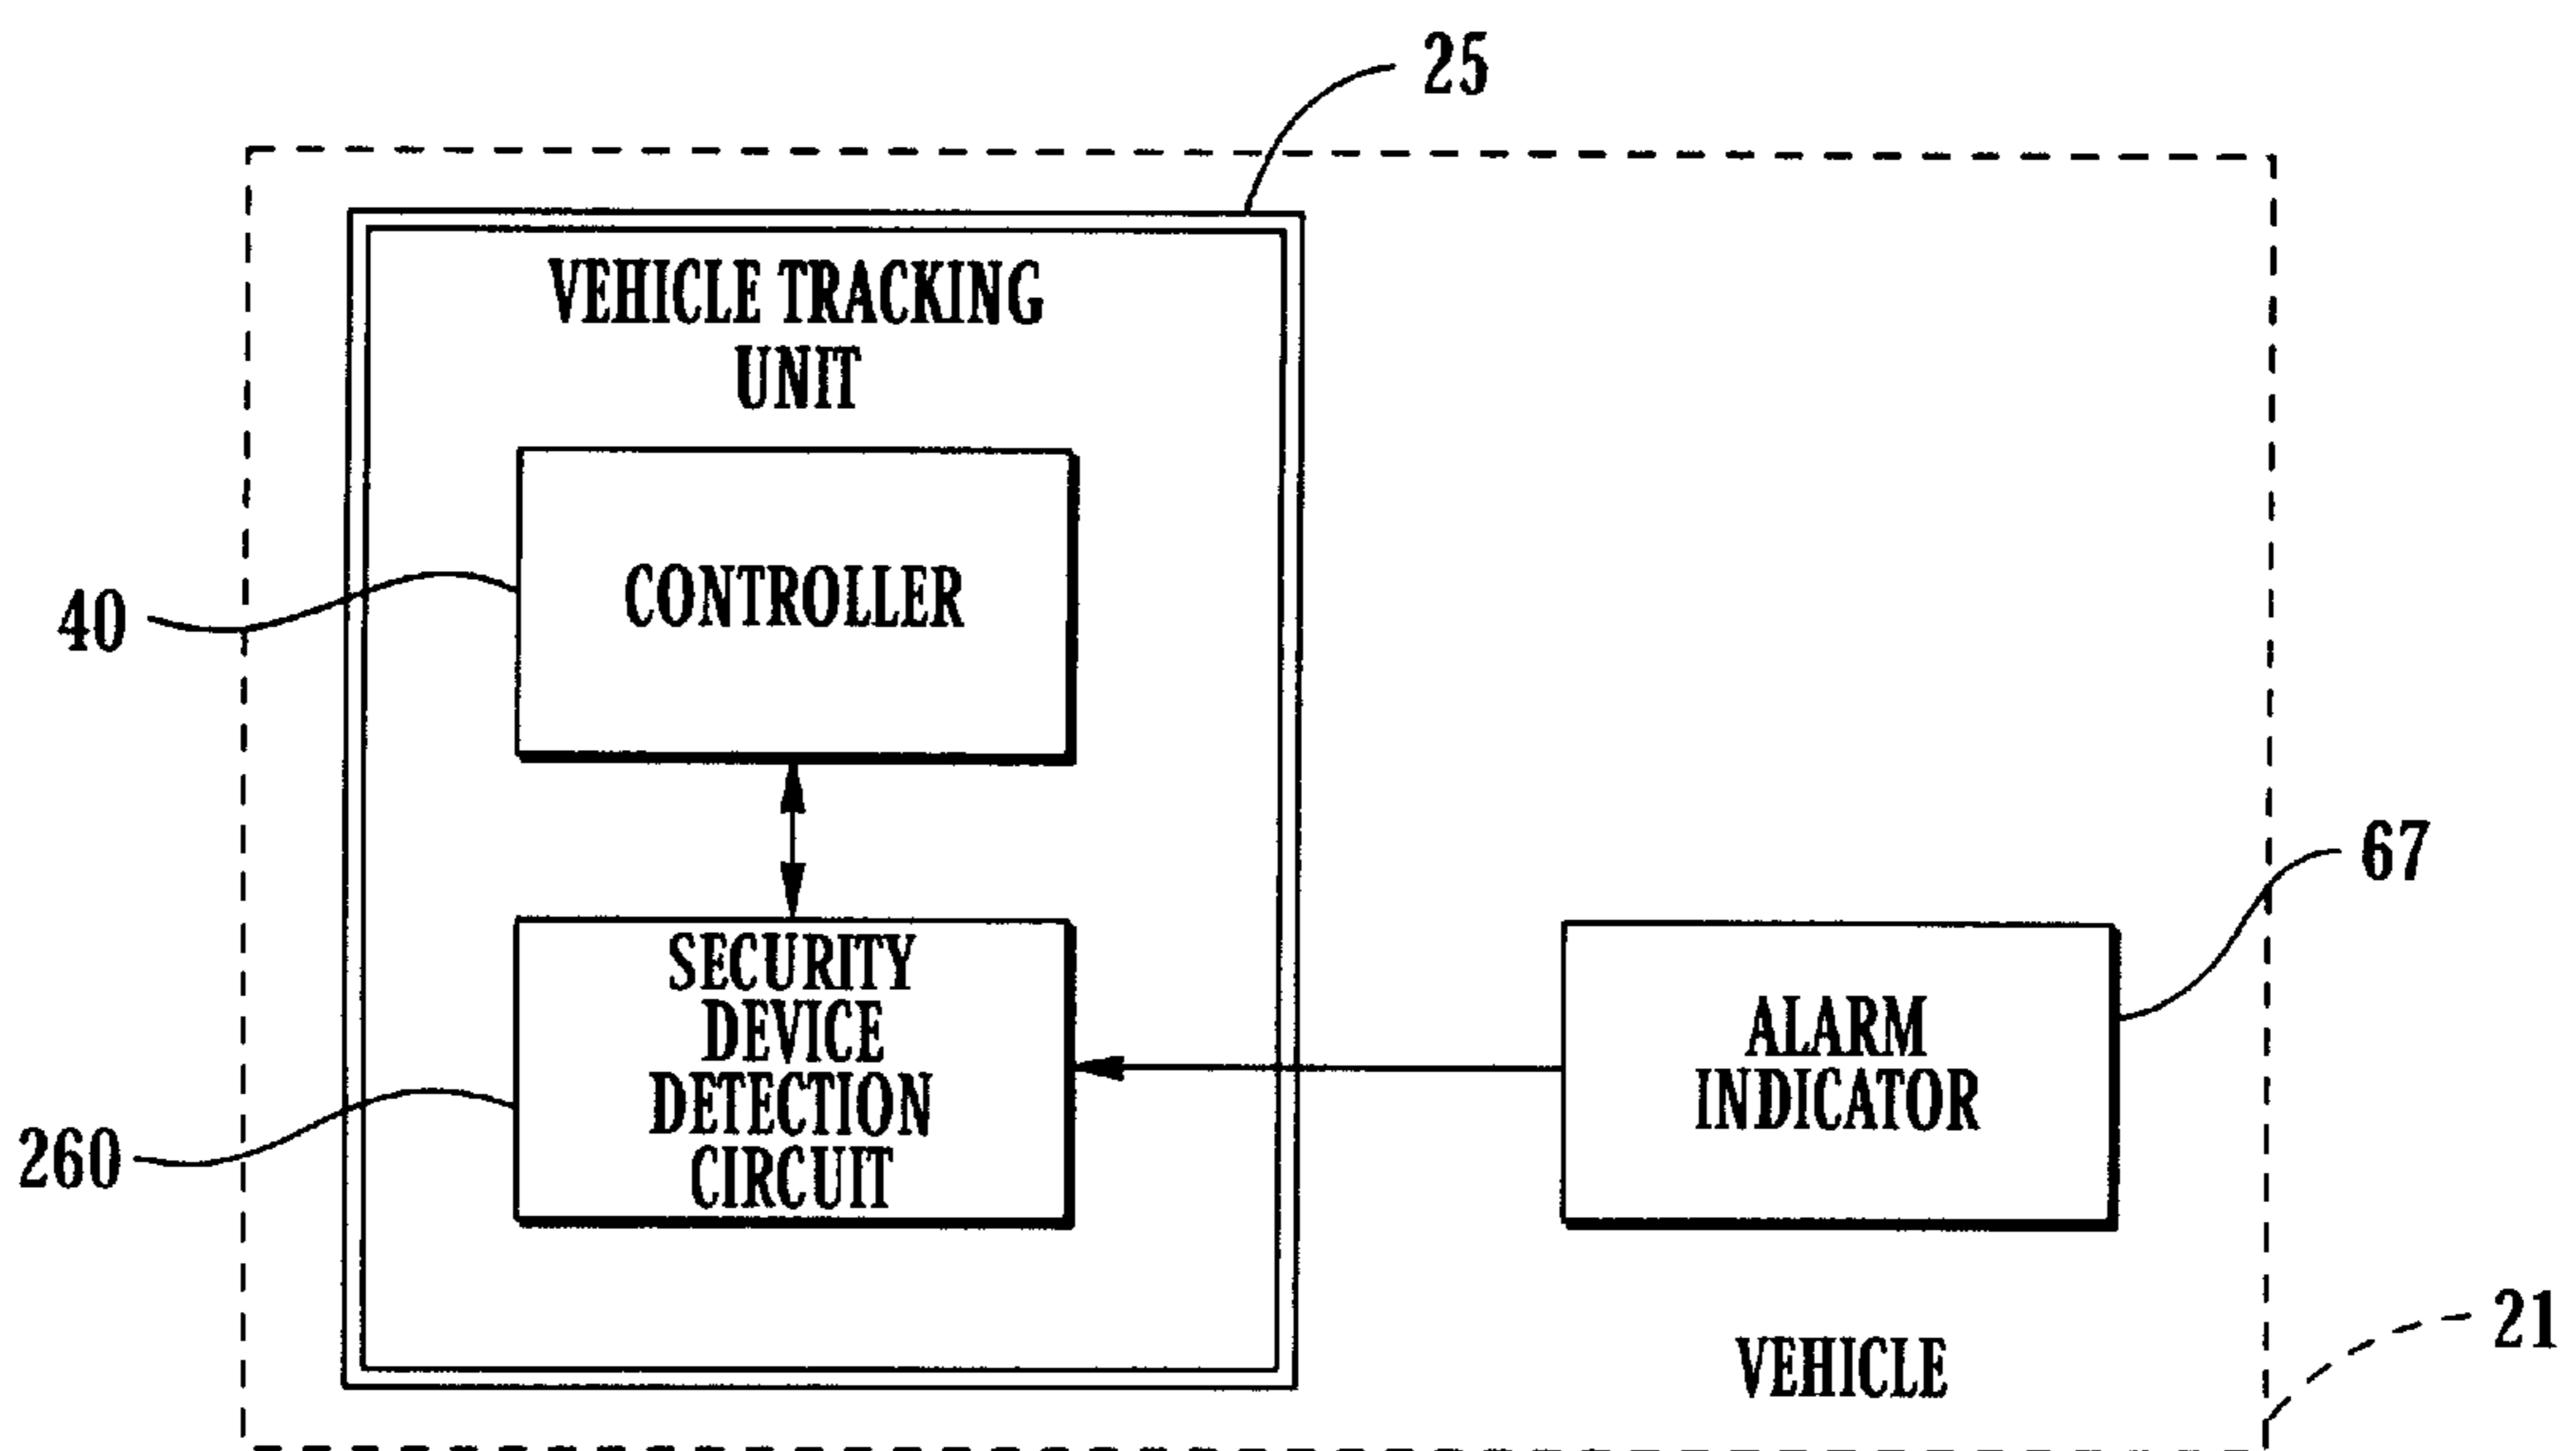 25
VEHICLE TRACKING
UNIT
40
CONTROLLER
67
SECURITY
DEVICE
DETECTION
CIRCUIT
260
ALARM
INDICATOR
21
VEHICLE